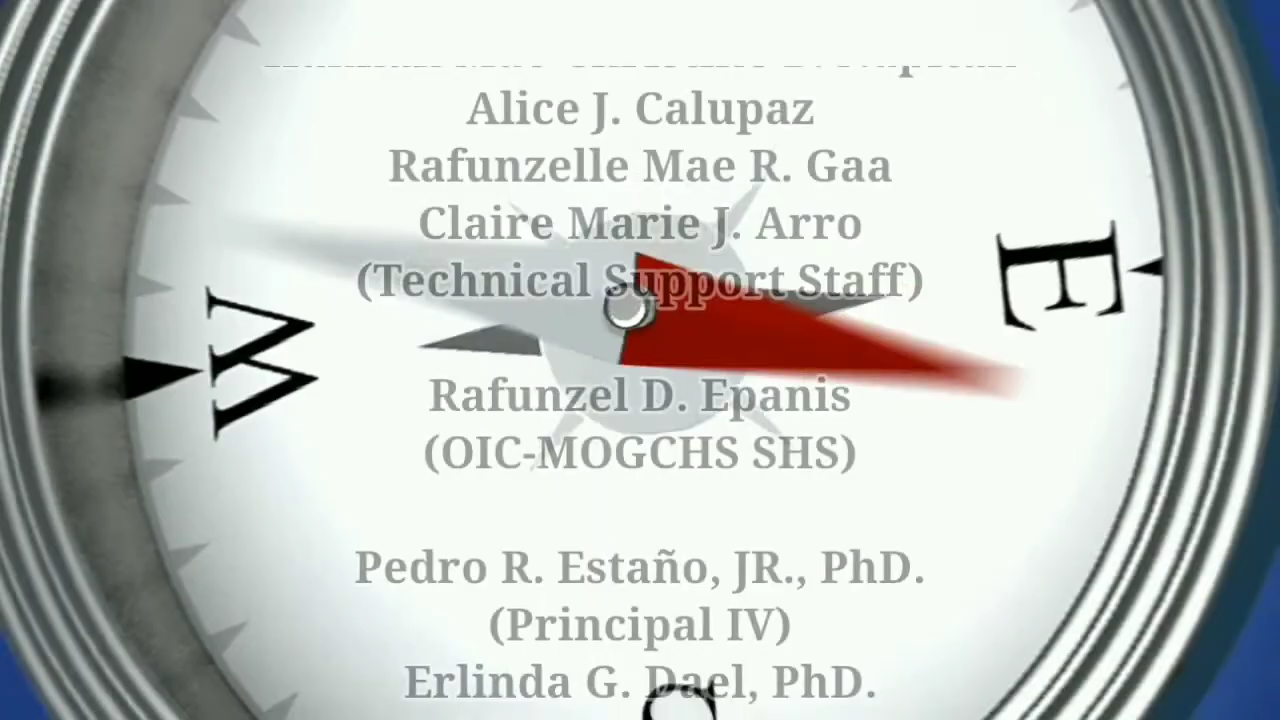 Alice J. Calupaz
Rafunzelle Mae R. Gaa
Claire Marie J. Arro
(Technical Support Staff)
E
W
Rafunzel D. Epanis
(OIC-MOGCHS SHS)
Pedro R. Estaño, JR., PhD.
(Principal IV)
Erlinda G. Dael, PhD.
S